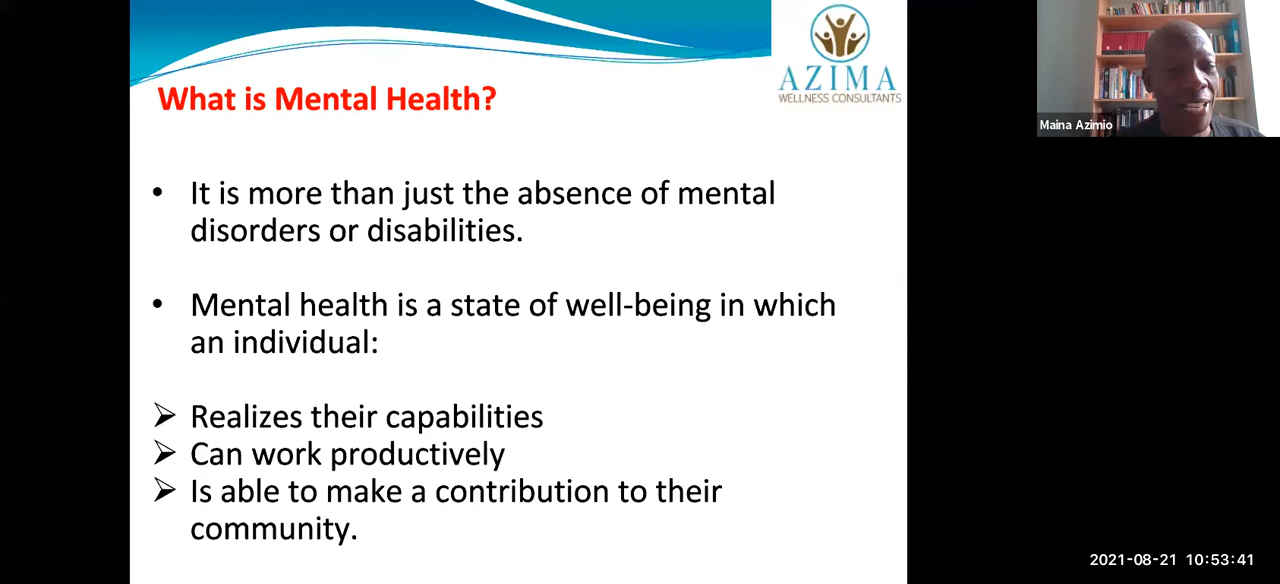 What is Mental Health?
AZIMA
WELLNESS CONSULTANTS
Maina Azimio
• It is more than just the absence of mental
disorders or disabilities.
• Mental health is a state of well-being in which
an individual:
➢ Realizes their capabilities
➢ Can work productively
➢ Is able to make a contribution to their
community.
2021-08-21 10:53:41